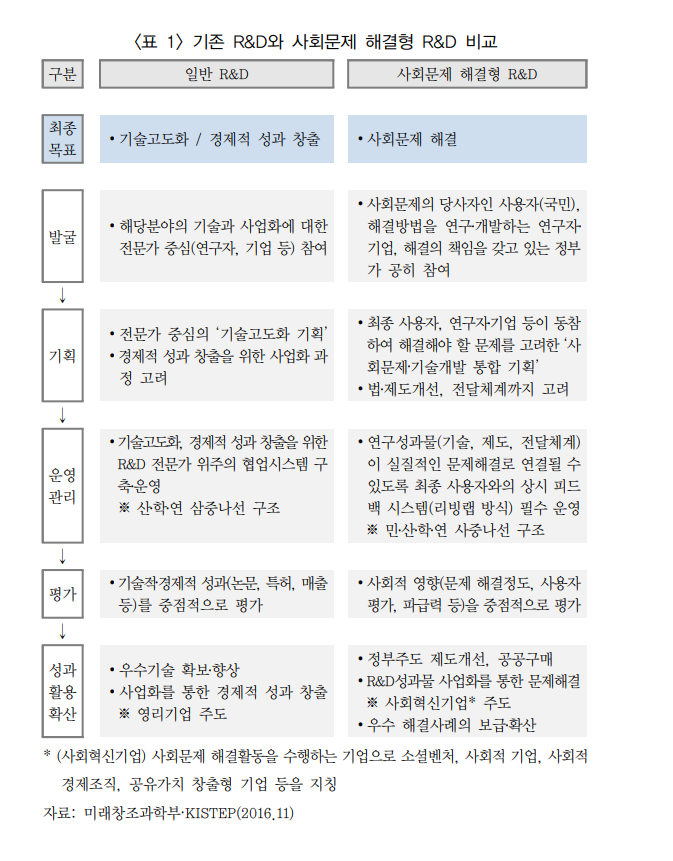 〈표 1〉 기존 R&D와 사회문제 해결형 R&D 비교
구분
일반 R&D
사회문제 해결형 R&D
최종
목표
• 기술고도화 / 경제적 성과 창출
• 사회문제 해결
발굴
• 해당분야의 기술과 사업화에 대한
전문가 중심(연구자, 기업 등) 참여
• 사회문제의 당사자인 사용자(국민),
해결방법을 연구·개발하는 연구자·
기업, 해결의 책임을 갖고 있는 정부
가 공히 참여
↓
기획
• 전문가 중심의 ‘기술고도화 기획’
• 경제적 성과 창출을 위한 사업화 과
정 고려
• 최종 사용자, 연구자·기업 등이 동참
하여 해결해야 할 문제를 고려한 ‘사
회문제·기술개발 통합 기획’
• 법·제도개선, 전달체계까지 고려
↓
운영
관리
• 기술고도화, 경제적 성과 창출을 위한
R&D 전문가 위주의 협업시스템 구
축·운영
※ 산·학·연 삼중나선 구조
• 연구성과물(기술, 제도, 전달체계)
이 실질적인 문제해결로 연결될 수
있도록 최종 사용자와의 상시 피드
백 시스템(리빙랩 방식) 필수 운영
※ 민·산·학·연 사중나선 구조
↓
평가
• 기술적·경제적 성과(논문, 특허, 매출
등)를 중점적으로 평가
• 사회적 영향(문제 해결정도, 사용자
평가, 파급력 등)을 중점적으로 평가
↓
성과
활용
확산
• 우수기술 확보·향상
• 사업화를 통한 경제적 성과 창출
※ 영리기업 주도
• 정부주도 제도개선, 공공구매
• R&D성과물 사업화를 통한 문제해결
※ 사회혁신기업* 주도
• 우수 해결사례의 보급·확산
* (사회혁신기업) 사회문제 해결활동을 수행하는 기업으로 소셜벤처, 사회적 기업, 사회적
경제조직, 공유가치 창출형 기업 등을 지칭
자료: 미래창조과학부·KISTEP(2016.11)